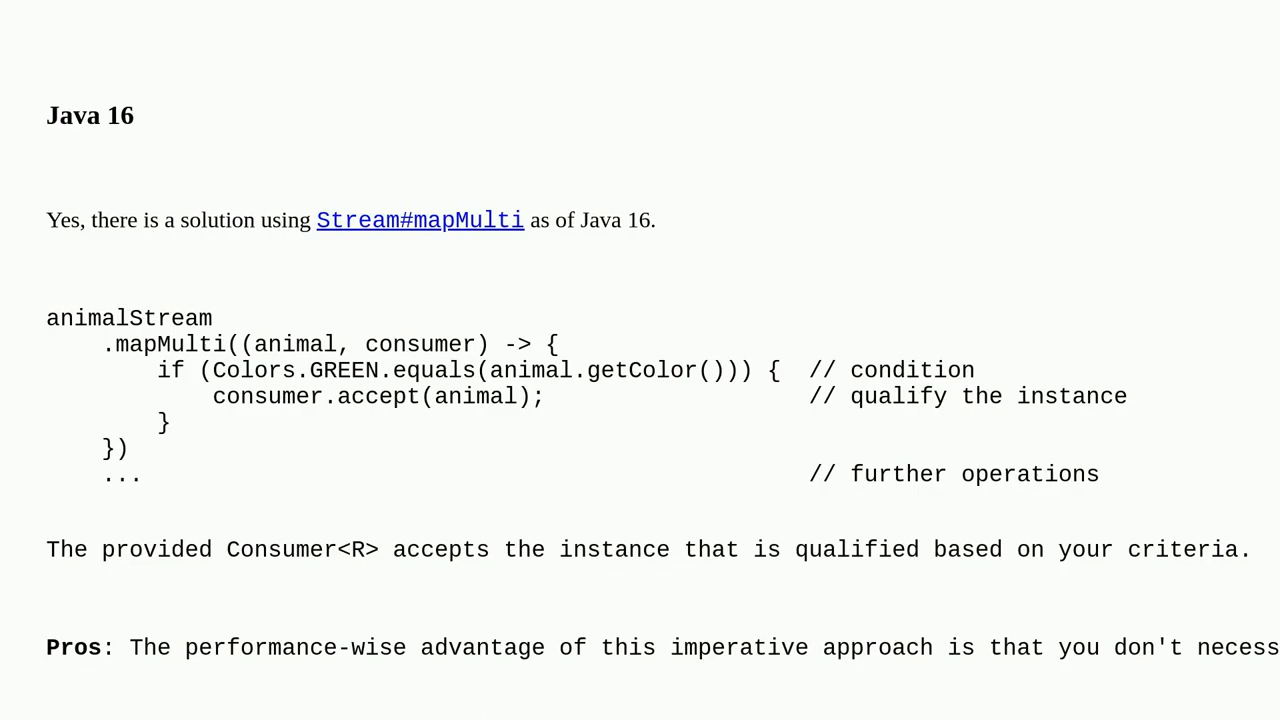 Java 16
Yes, there is a solution using Stream#mapMulti as of Java 16.
animalStream
    .mapMulti((animal, consumer) -> {
        if (Colors.GREEN.equals(animal.getColor())) {  // condition
            consumer.accept(animal);                   // qualify the instance
        }
    })
    ...                                                // further operations
The provided Consumer<R> accepts the instance that is qualified based on your criteria.
Pros: The performance-wise advantage of this imperative approach is that you don't necess